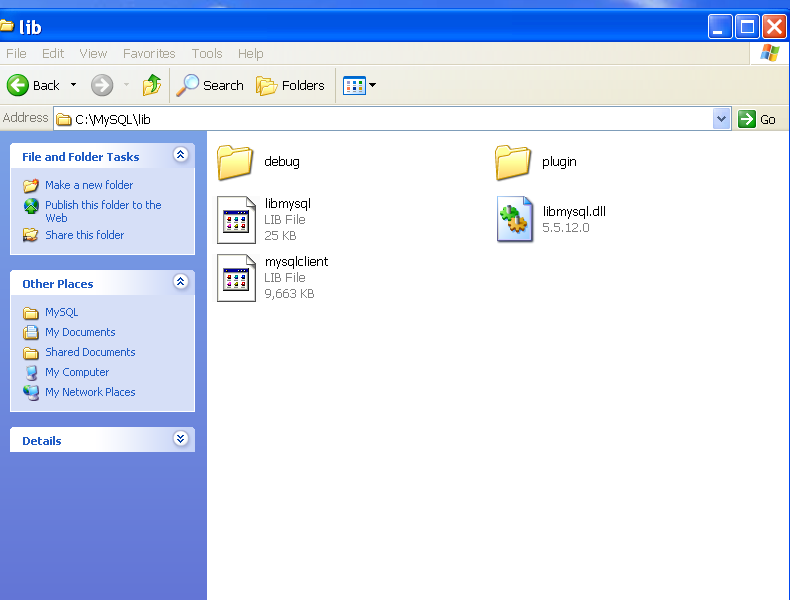 lib
File Edit View Favorites Tools Help
Back Search Folders
Address C:\MySQL\lib Go
File and Folder Tasks
Make a new folder
Publish this folder to the
Web
Share this folder
Other Places
MySQL
My Documents
Shared Documents
My Computer
My Network Places
Details
debug
plugin
libmysql
LIB File
25 KB
libmysql.dll
5.5.12.0
mysqlclient
LIB File
9,663 KB